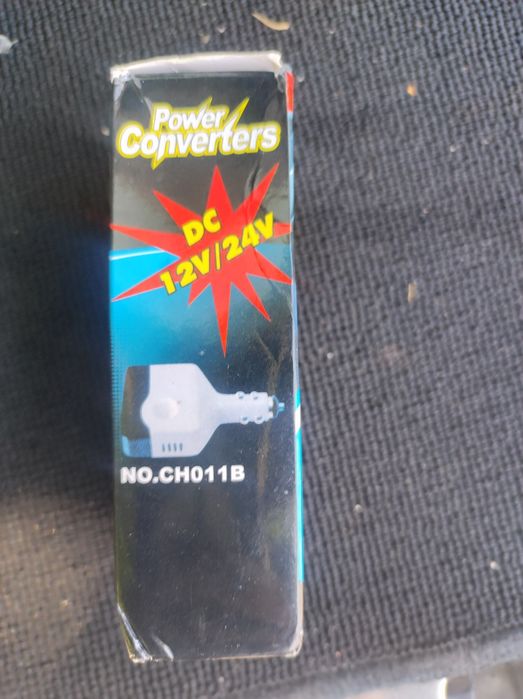 Power
Converters
DC
12V/24V
NO.CH011B